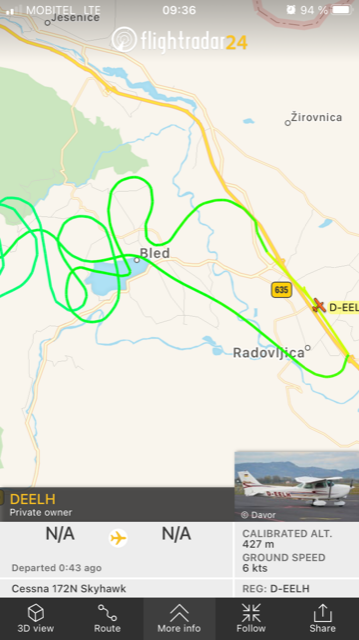 MOBITEL LTE 09:36 94 %
Jesenice
flightradar24
Žirovnica
Bled
635
D-EEL
Radovljica
DEELH
Private owner
D-EELH
© Davor
N/A N/A
Departed 0:43 ago
CALIBRATED ALT.
427 m
GROUND SPEED
6 kts
Cessna 172N Skyhawk
REG: D-EELH
3D view Route More info Follow Share